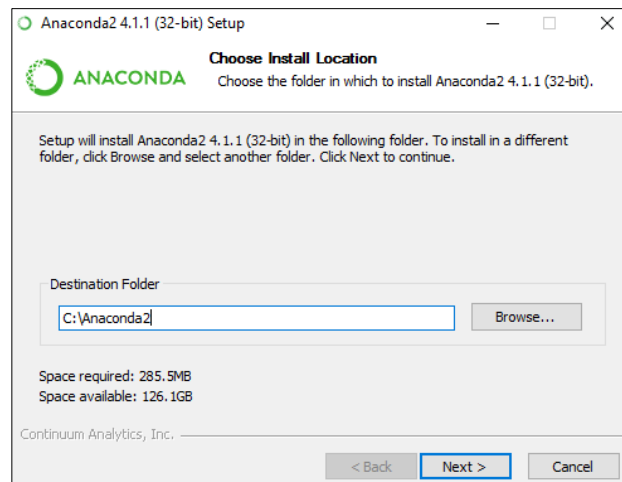 Anaconda2 4.1.1 (32-bit) Setup
ANACONDA
Choose Install Location
Choose the folder in which to install Anaconda2 4.1.1 (32-bit).
Setup will install Anaconda2 4.1.1 (32-bit) in the following folder. To install in a different
folder, click Browse and select another folder. Click Next to continue.
Destination Folder
C:\Anaconda2
Browse...
Space required: 285.5MB
Space available: 126.1GB
Continuum Analytics, Inc.
< Back
Next >
Cancel